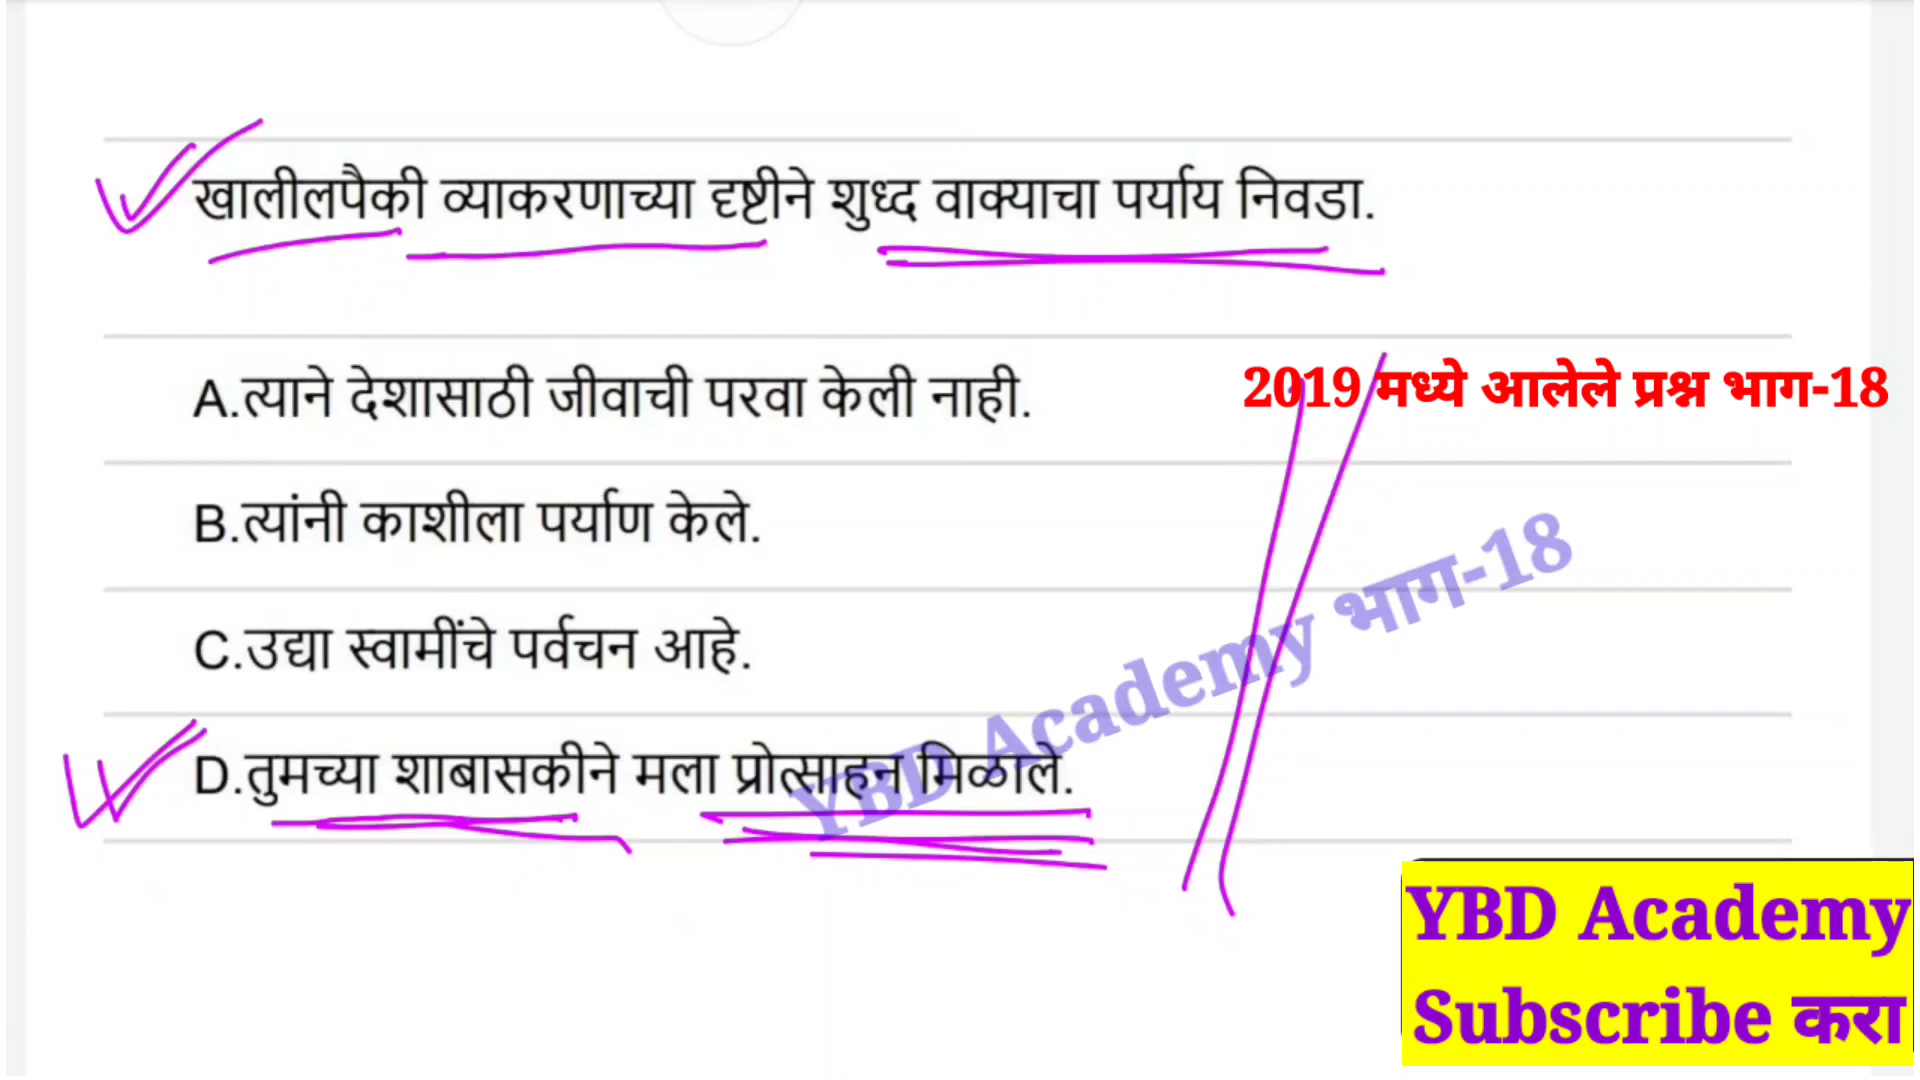 खालीलपैकी व्याकरणाच्या दृष्टीने शुध्द वाक्याचा पर्याय निवडा.
A.त्याने देशासाठी जीवाची परवा केली नाही.
2019 मध्ये आलेले प्रश्न भाग-18
B.त्यांनी काशीला पर्याण केले.
C.उद्या स्वामींचे पर्वचन आहे.
D.तुमच्या शाबासकीने मला प्रोत्साहन मिळाले.
YBD Academy भाग-18
YBD Academy
Subscribe करा